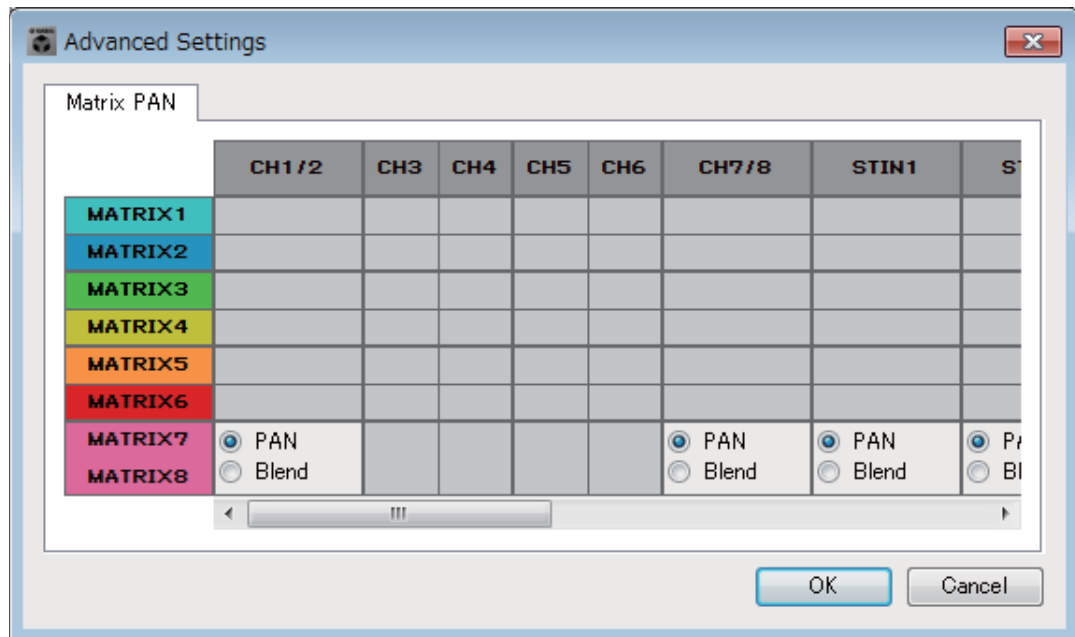 Advanced Settings
Matrix PAN
CH1/2 CH3 CH4 CH5 CH6 CH7/8 STIN1
MATRIX1
MATRIX2
MATRIX3
MATRIX4
MATRIX5
MATRIX6
MATRIX7 PAN PAN PAN
MATRIX8 Blend Blend Blend
OK Cancel